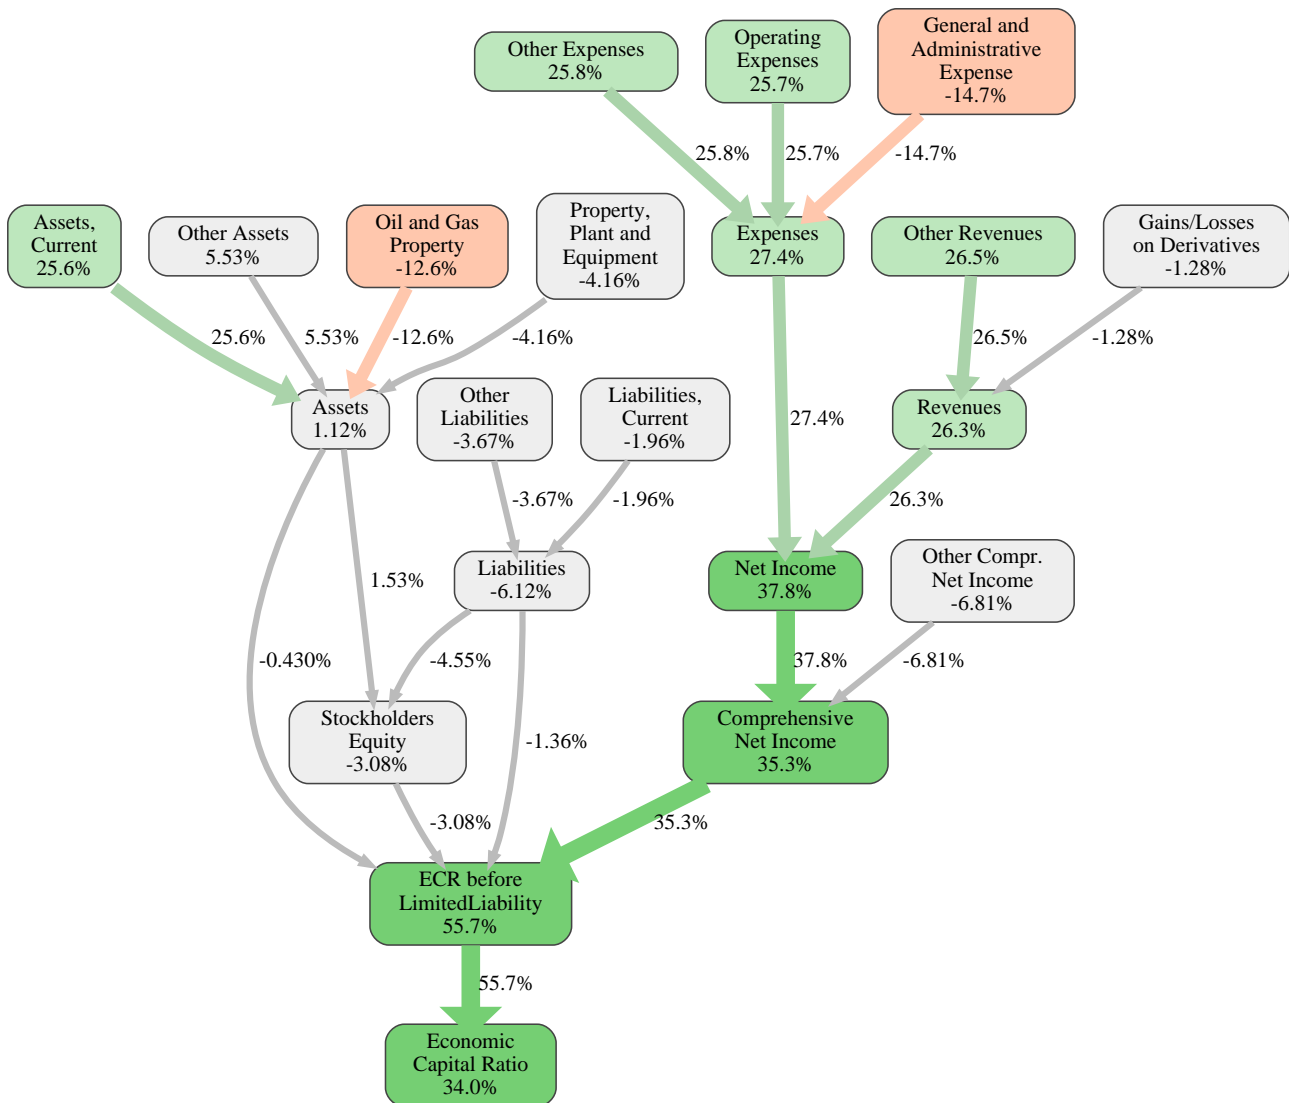 Other Expenses
25.8%
Operating
Expenses
25.7%
General and
Administrative
Expense
-14.7%
25.8%
25.7%
-14.7%
Assets,
Current
25.6%
Other Assets
5.53%
Oil and Gas
Property
-12.6%
Property,
Plant and
Equipment
-4.16%
Expenses
27.4%
Other Revenues
26.5%
Gains/Losses
on Derivatives
-1.28%
25.6%
5.53%
-12.6%
-4.16%
26.5%
-1.28%
Assets
1.12%
Other
Liabilities
-3.67%
Liabilities,
Current
-1.96%
27.4%
Revenues
26.3%
-3.67%
-1.96%
26.3%
1.53%
Liabilities
-6.12%
Net Income
37.8%
Other Compr.
Net Income
-6.81%
-0.430%
-4.55%
37.8%
-6.81%
Stockholders
Equity
-3.08%
-1.36%
Comprehensive
Net Income
35.3%
-3.08%
35.3%
ECR before
LimitedLiability
55.7%
55.7%
Economic
Capital Ratio
34.0%